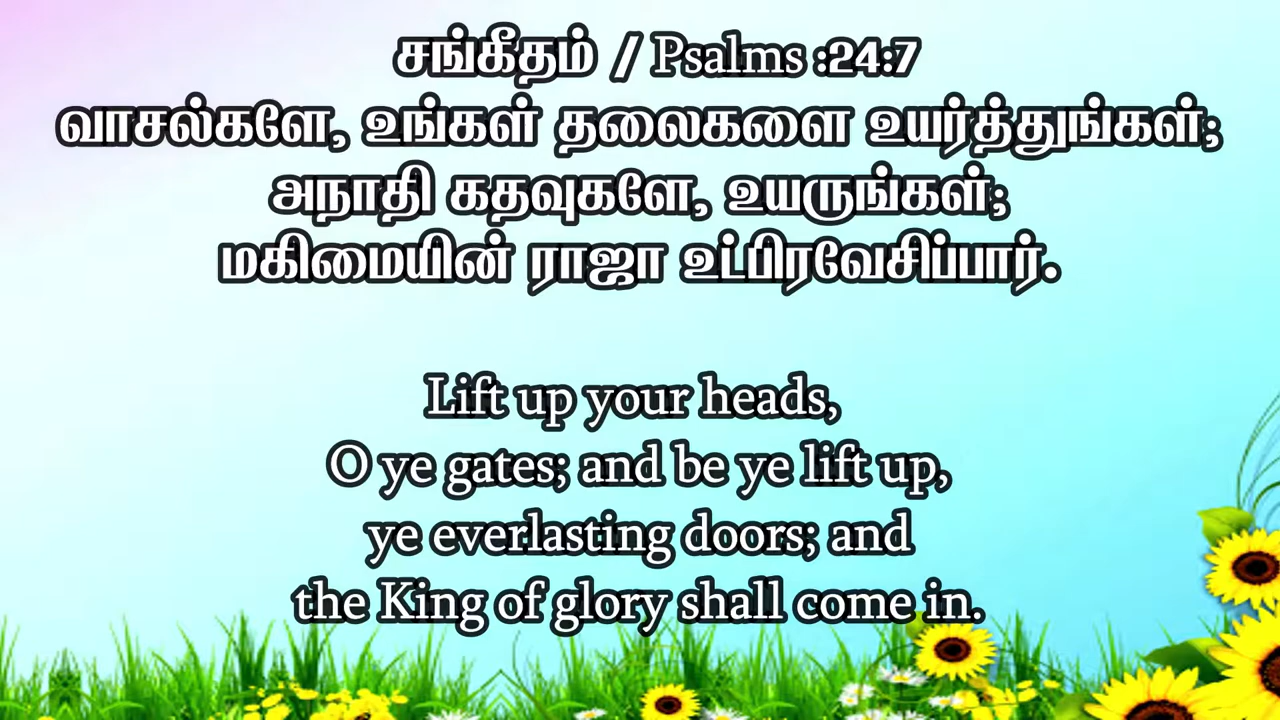 சங்கீதம் / Psalms :24:7
வாசல்களே, உங்கள் தலைகளை உயர்த்துங்கள்;
அநாதி கதவுகளே, உயருங்கள்;
மகிமையின் ராஜா உட்பிரவேசிப்பார்.
Lift up your heads,
O ye gates; and be ye lift up,
ye everlasting doors; and
the King of glory shall come in.